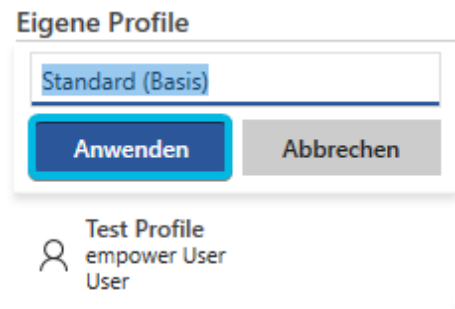 Eigene Profile
Standard (Basis)
Anwenden Abbrechen
Test Profile
empower User
User